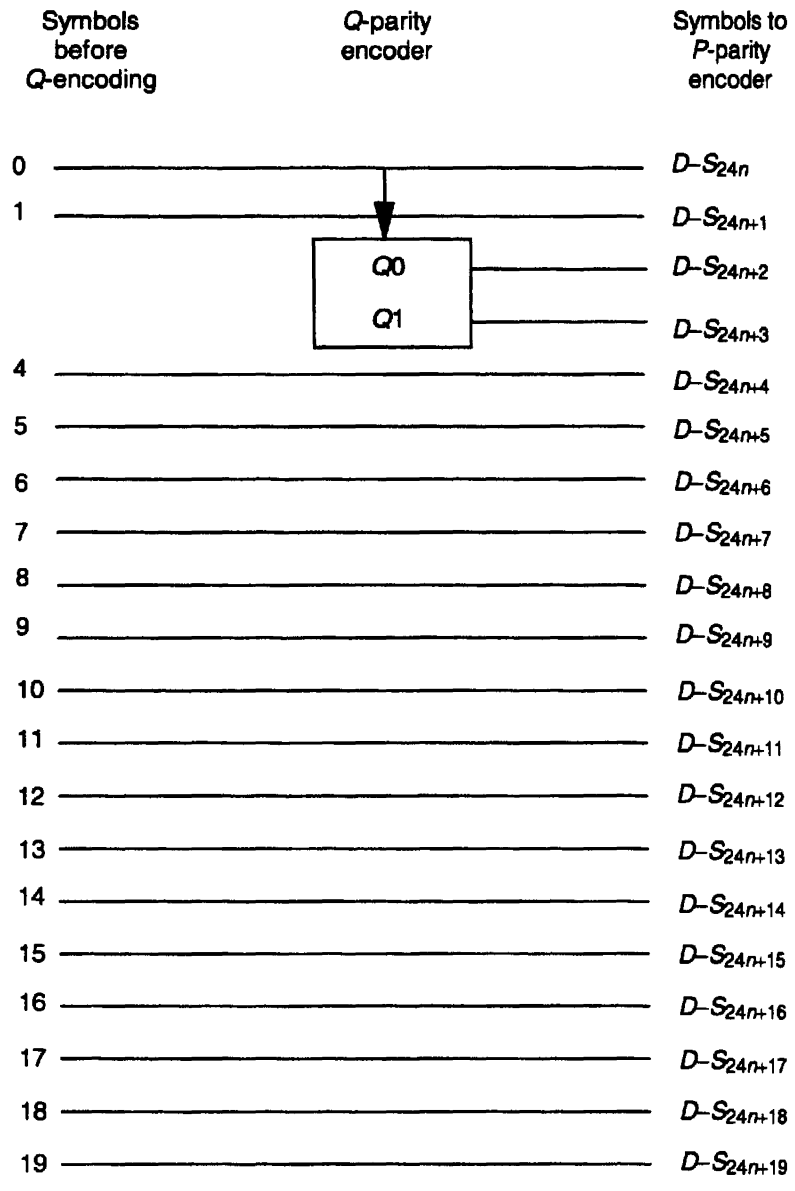 Symbols before Q-encoding
Q-parity encoder
Symbols to P-parity encoder
0 D–S24n
1 D–S24n+1
Q0 D–S24n+2
Q1 D–S24n+3
4 D–S24n+4
5 D–S24n+5
6 D–S24n+6
7 D–S24n+7
8 D–S24n+8
9 D–S24n+9
10 D–S24n+10
11 D–S24n+11
12 D–S24n+12
13 D–S24n+13
14 D–S24n+14
15 D–S24n+15
16 D–S24n+16
17 D–S24n+17
18 D–S24n+18
19 D–S24n+19